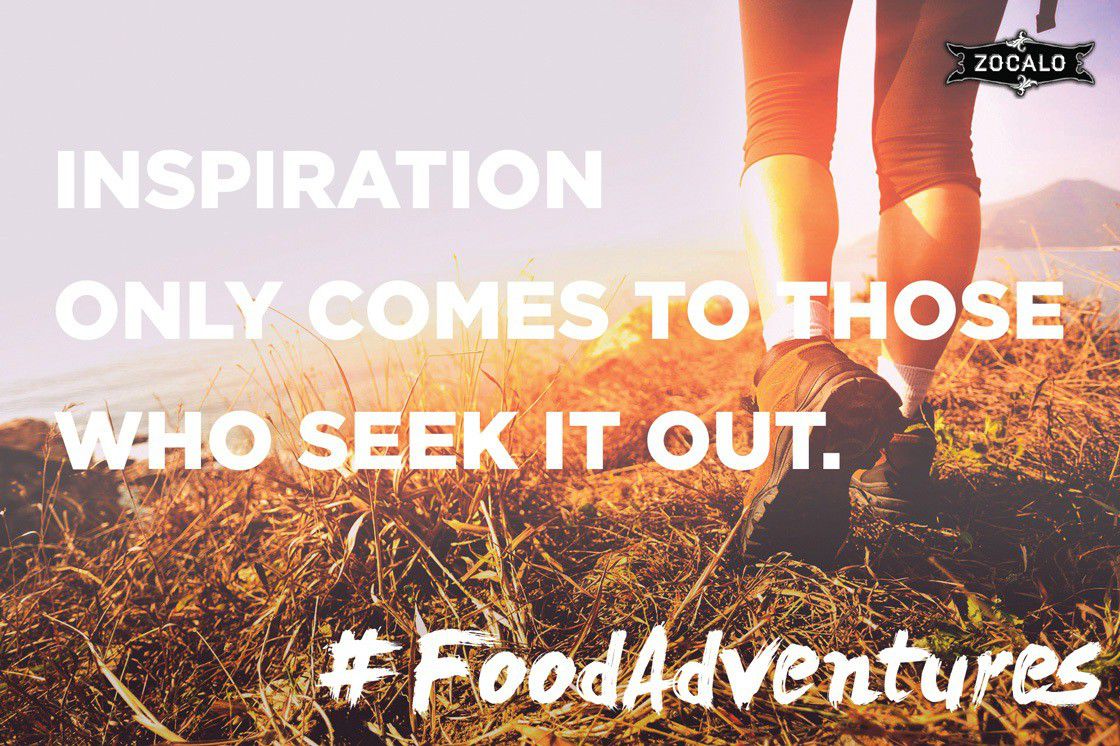 ZOCALO
INSPIRATION
ONLY COMES TO THOSE
WHO SEEK IT OUT.
#FoodAdventures